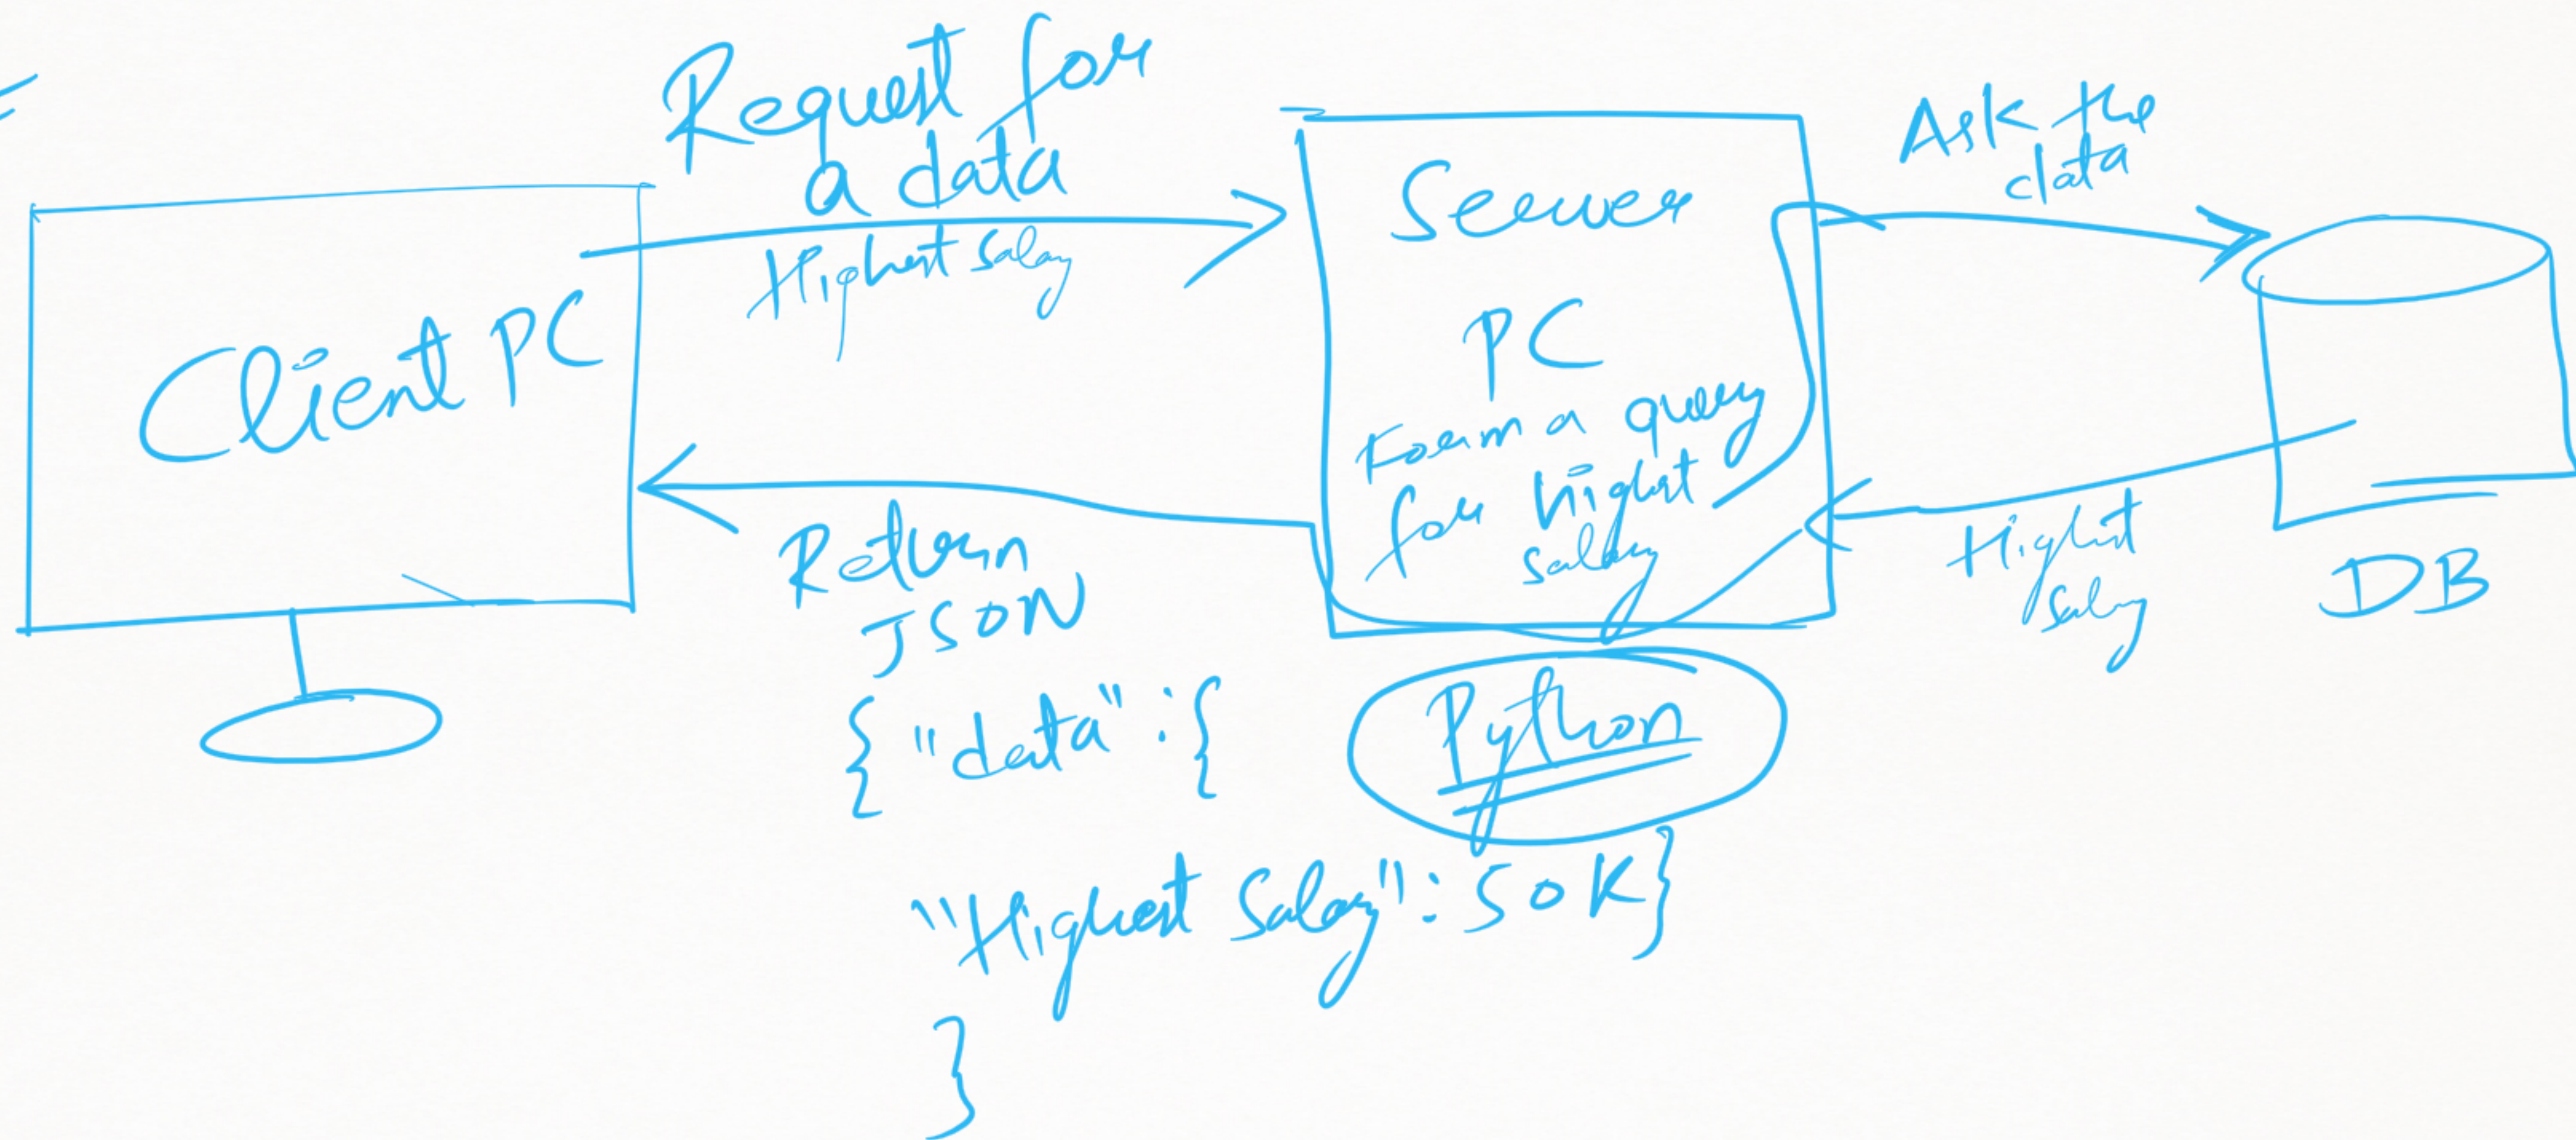 Request for
a data
Highest Salary
Client PC
Server
PC
Form a query
for highest
salary
Ask the
data
Highest
Salary
DB
Return
JSON
{ "data" : {
Python
"Highest Salary" : 50K}
}